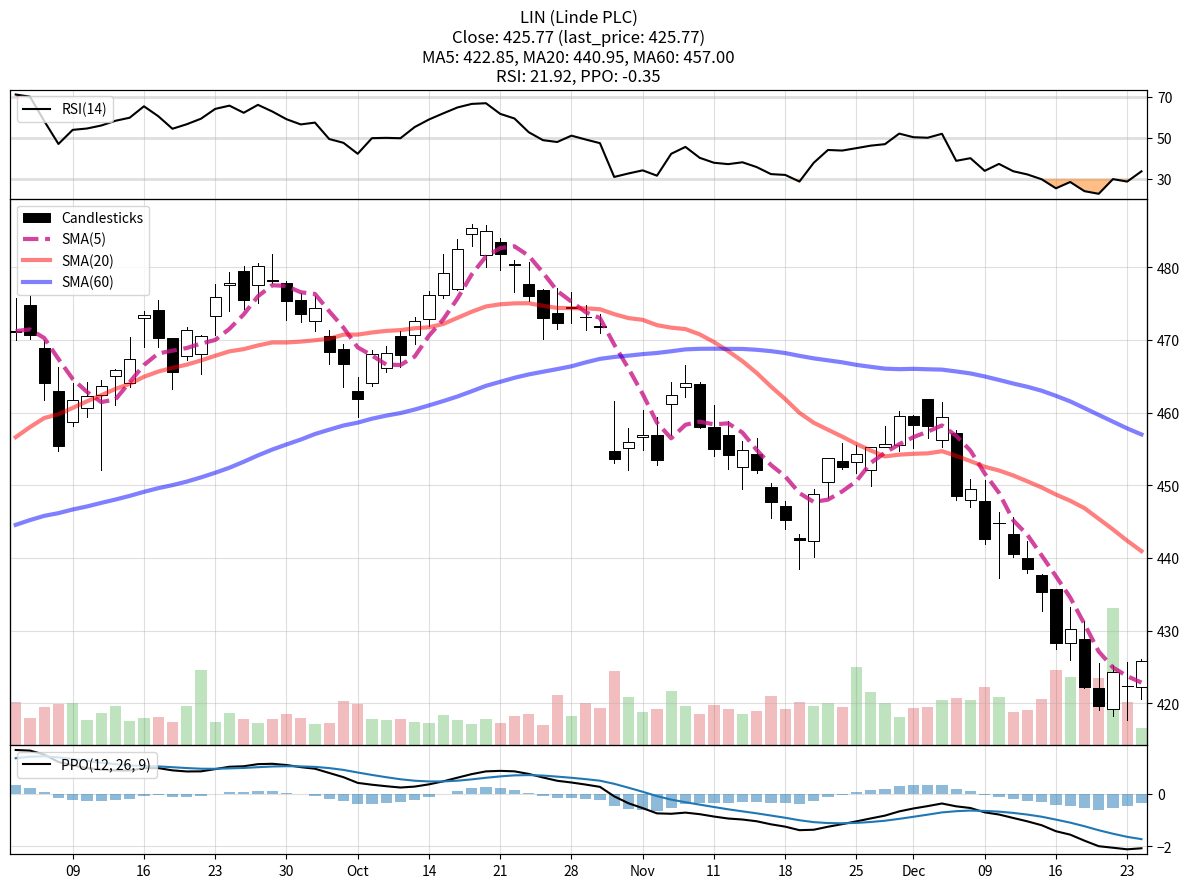 LIN (Linde PLC)
Close: 425.77 (last_price: 425.77)
MA5: 422.85, MA20: 440.95, MA60: 457.00
RSI: 21.92, PPO: -0.35
RSI(14)
70
50
30
Candlesticks
SMA(5)
SMA(20)
SMA(60)
480
470
460
450
440
430
420
PPO(12, 26, 9)
0
−2
09 16 23 30 Oct 14 21 28 Nov 11 18 25 Dec 09 16 23